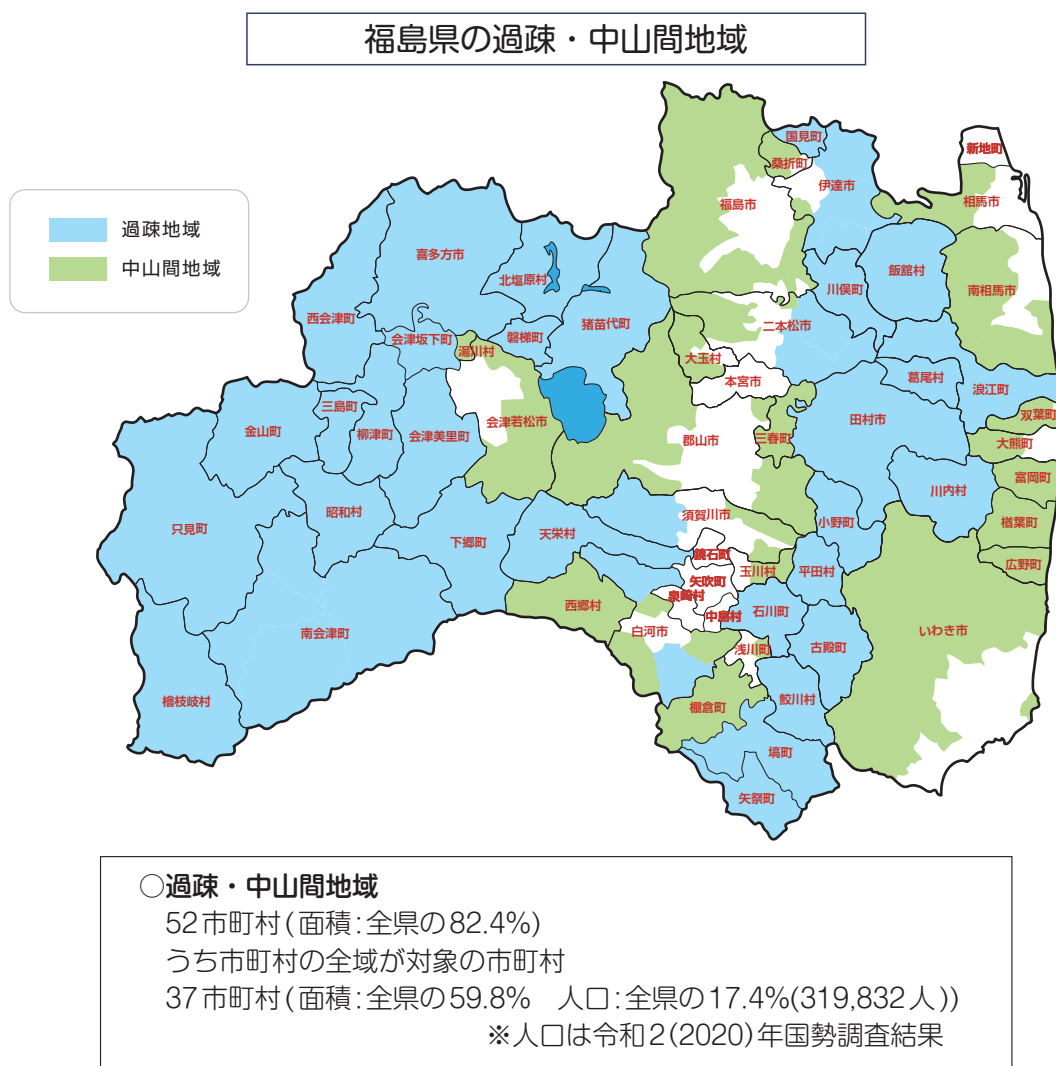 福島県の過疎・中山間地域
過疎地域
中山間地域
国見町
桑折町
新地町
伊達市
福島市
相馬市
喜多方市
北塩原村
飯舘村
川俣町
南相馬市
西会津町
猪苗代町
二本松市
会津坂下町
磐梯町
湯川村
大玉村
本宮市
葛尾村
浪江町
三島町
金山町
柳津町
会津美里町
会津若松市
郡山市
三春町
田村市
双葉町
大熊町
富岡町
川内村
只見町
昭和村
下郷町
天栄村
須賀川市
小野町
楢葉町
鏡石町
玉川村
平田村
広野町
矢吹町
泉崎村
中島村
西郷村
白河市
石川町
浅川町
古殿町
いわき市
南会津町
檜枝岐村
棚倉町
鮫川村
塙町
矢祭町
○過疎・中山間地域
52市町村(面積:全県の82.4%)
うち市町村の全域が対象の市町村
37市町村(面積:全県の59.8% 人口:全県の17.4%(319,832人))
※人口は令和2(2020)年国勢調査結果